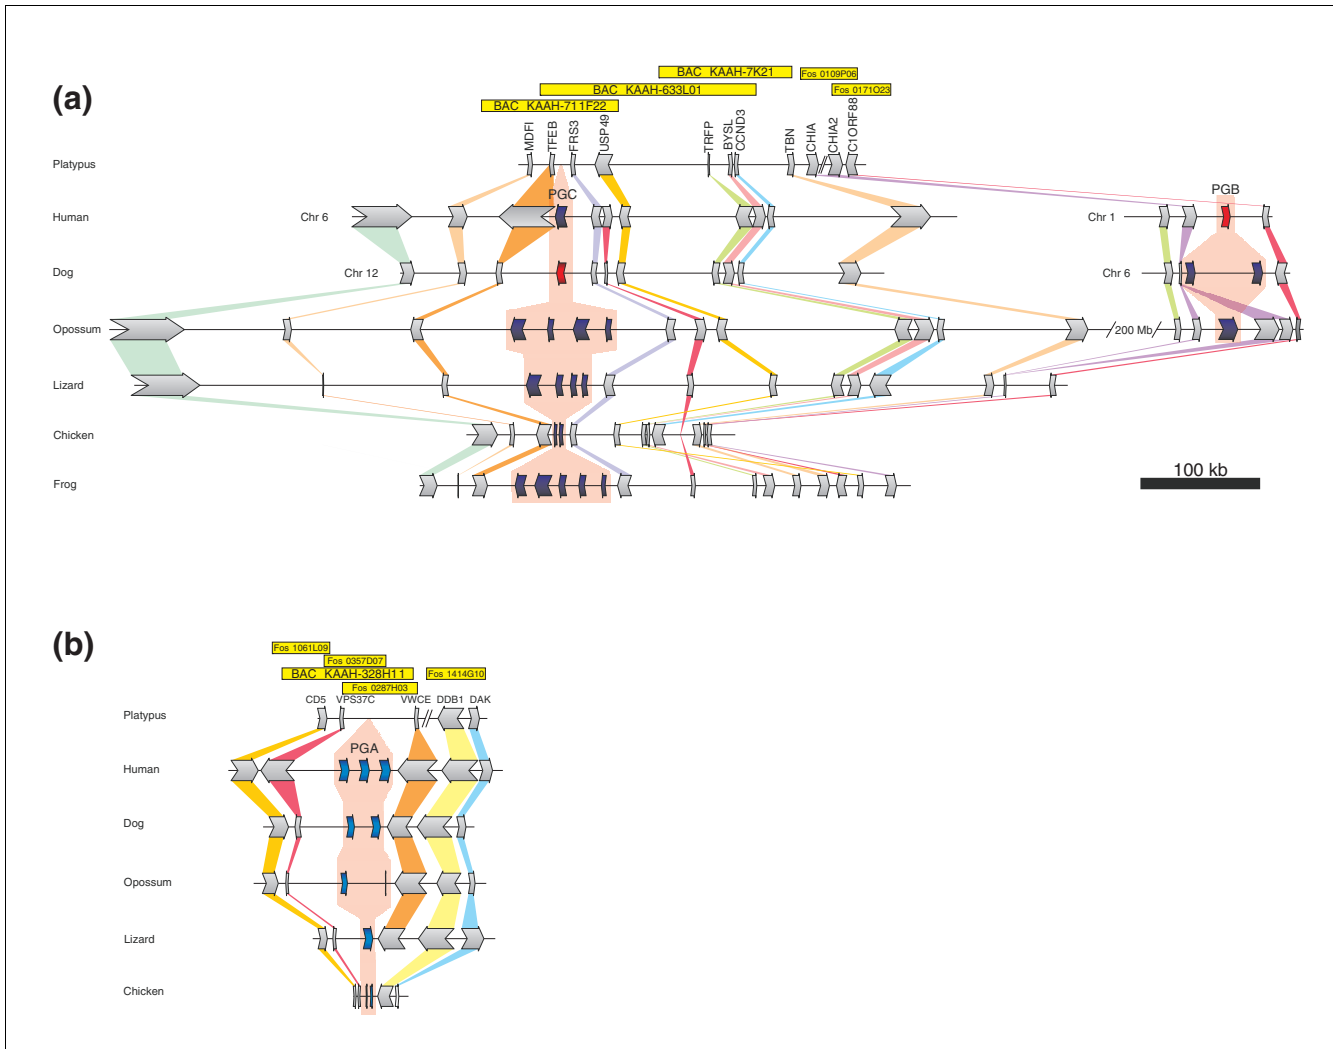 (a)
BAC KAAH-7K21
Fos 0109P06
BAC KAAH-633L01
Fos 0171O23
BAC KAAH-711F22
MDFI
TFEB
FRS3
USP49
TRFP
BYSL
CCND3
TBN
CHIA
CHIA2
C1ORF88
Platypus
PGC
PGB
Human
Chr 6
Chr 1
Dog
Chr 12
Chr 6
Opossum
200 Mb
Lizard
Chicken
Frog
100 kb
(b)
Fos 1061L09
Fos 0357D07
BAC KAAH-328H11
Fos 1414G10
Fos 0287H03
CD5 VPS37C VWCE DDB1 DAK
Platypus
PGA
Human
Dog
Opossum
Lizard
Chicken